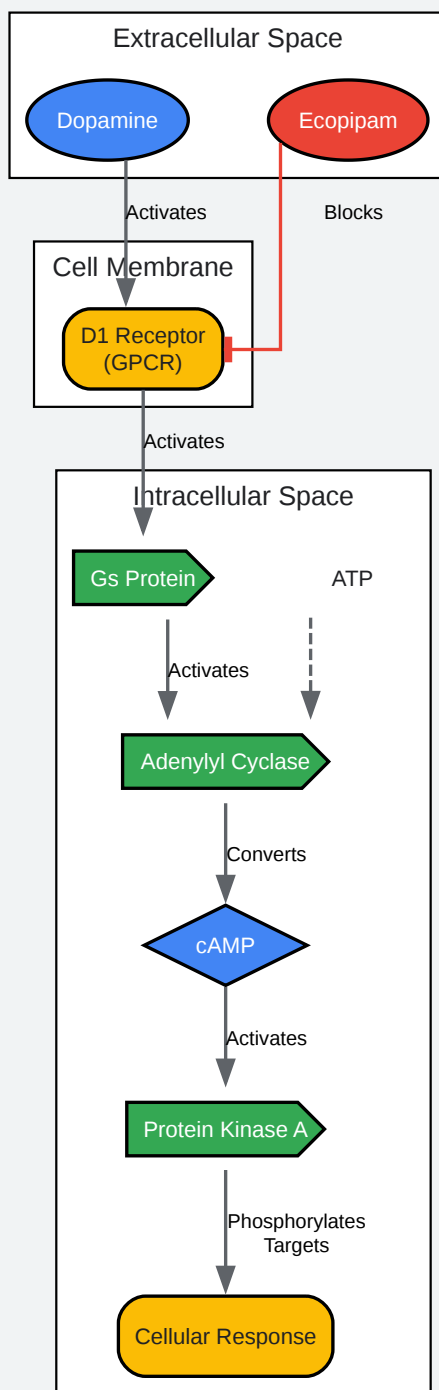 Extracellular Space
Dopamine
Ecopipam
Activates
Blocks
Cell Membrane
D1 Receptor
(GPCR)
Activates
Intracellular Space
Gs Protein
ATP
Activates
Adenylyl Cyclase
Converts
cAMP
Activates
Protein Kinase A
Phosphorylates
Targets
Cellular Response